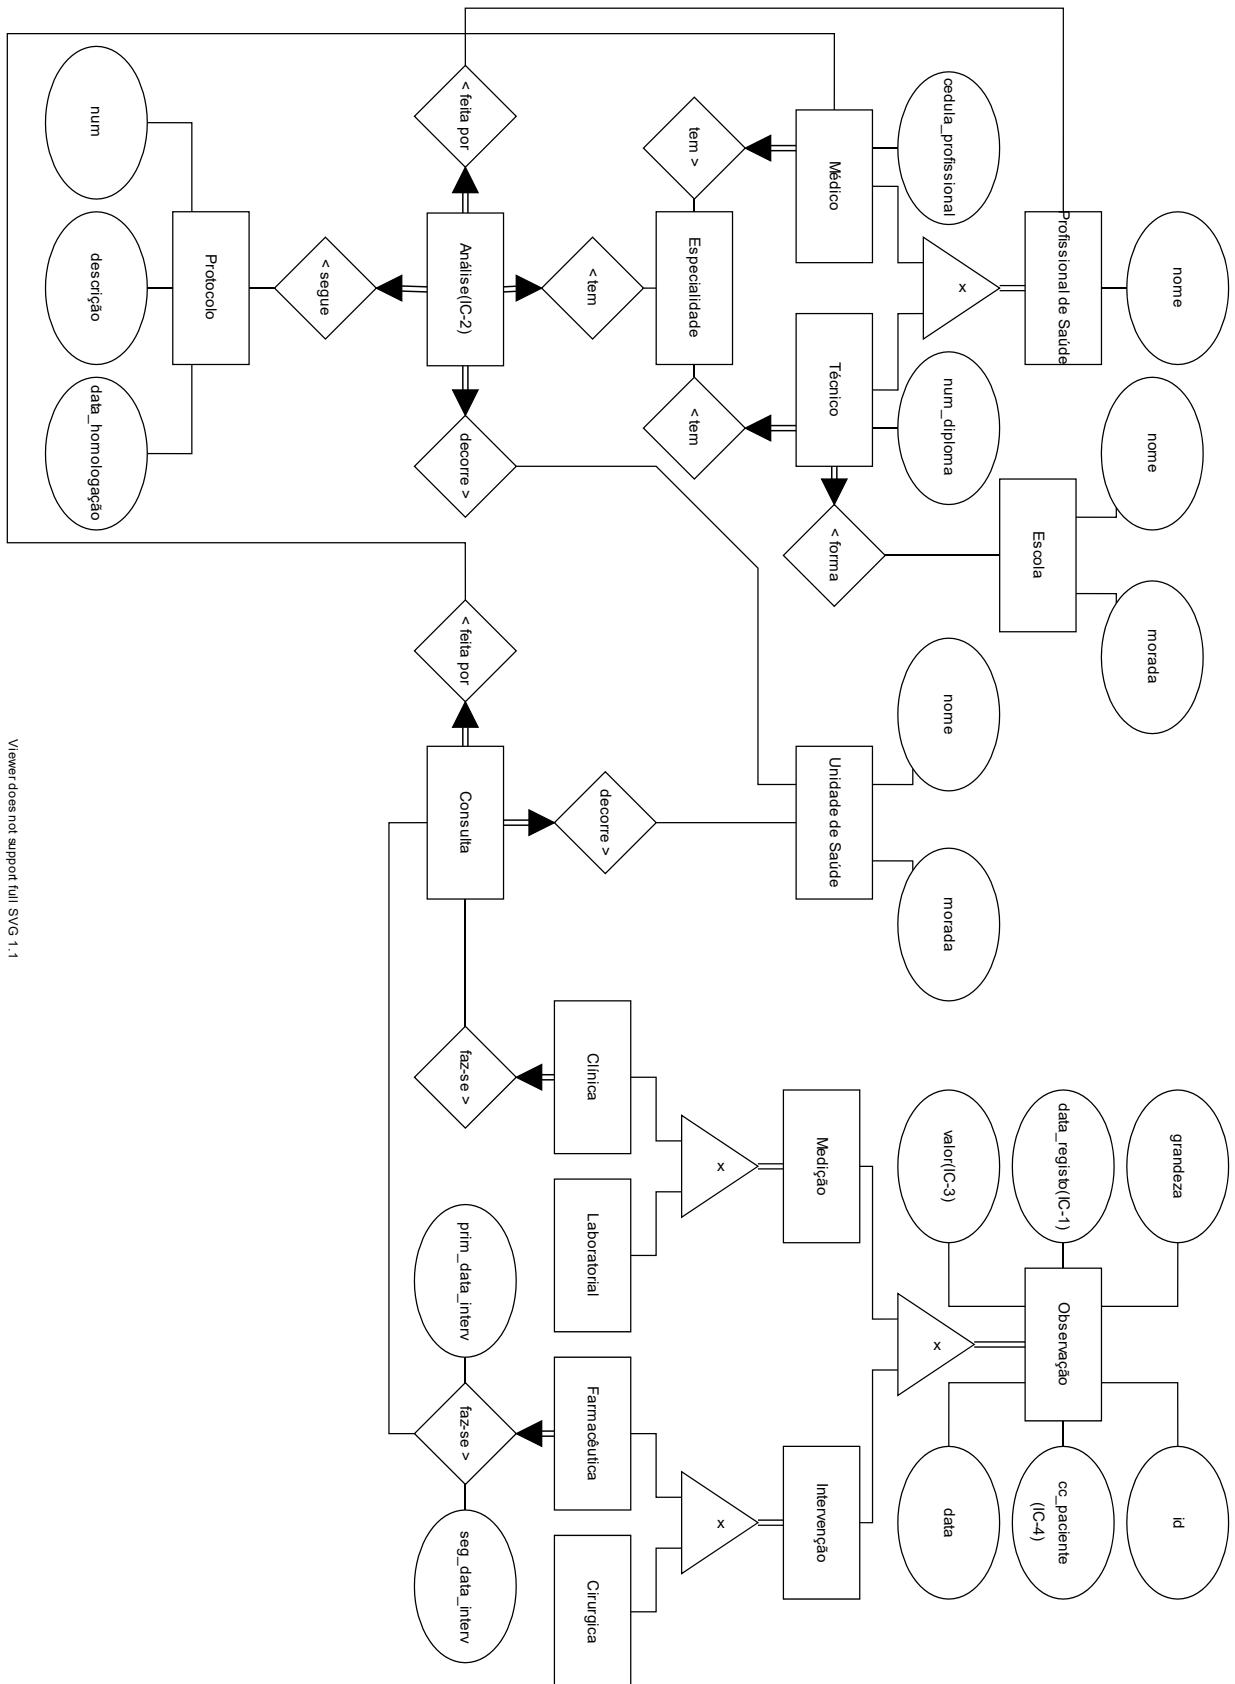 nome
grandeza
id
nome
morada
Profissional de Saúde
data_registo(IC-1)
Observação
cc_paciente
(IC-4)
Escola
x
cedula_profissional
num_diploma
nome
morada
valor(IC-3)
data
x
Médico
Técnico
< forma
Unidade de Saúde
Medição
Intervenção
x
x
tem >
Especialidade
< tem
< tem
decorre >
Clínica
Laboratorial
Farmacêutica
Cirurgica
< feita por
Análise(IC-2)
decorre >
< feita por
Consulta
faz-se >
prim_data_interv
faz-se >
seg_data_interv
< segue
Protocolo
num
descrição
data_homologação
Viewer does not support full SVG 1.1